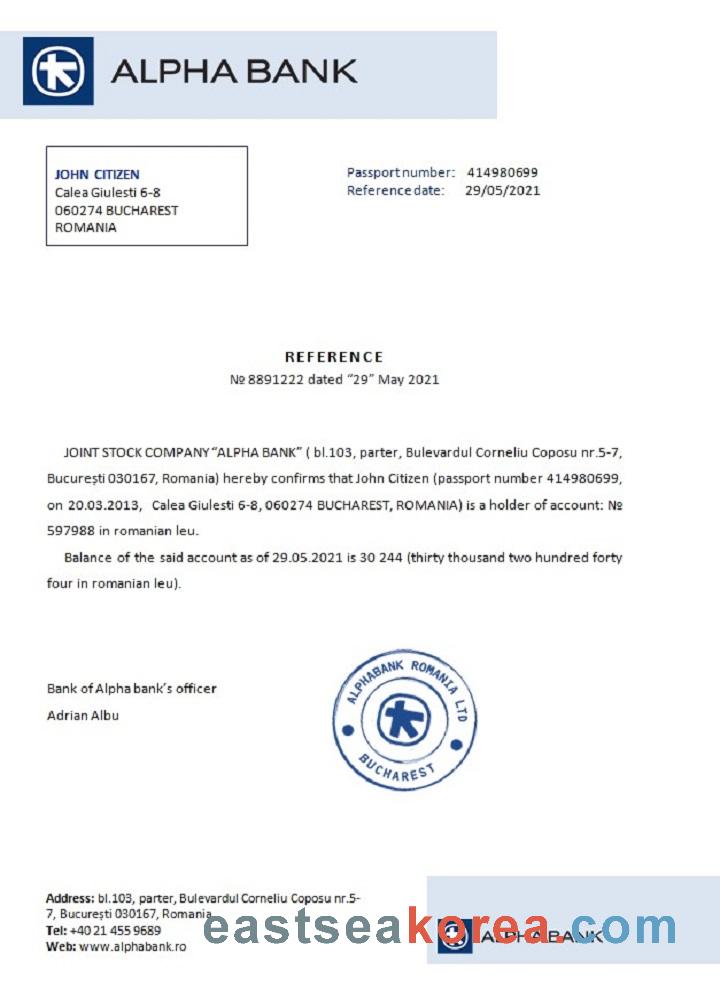 ALPHA BANK
JOHN CITIZEN
Calea Giulesti 6-8
060274 BUCHAREST
ROMANIA
Passport number: 414980699
Reference date: 29/05/2021
REFERENCE
№ 8891222 dated “29” May 2021
JOINT STOCK COMPANY “ALPHA BANK” ( bl.103, parter, Bulevardul Corneliu Coposu nr.5-7,
București 030167, Romania) hereby confirms that John Citizen (passport number 414980699,
on 20.03.2013, Calea Giulesti 6-8, 060274 BUCHAREST, ROMANIA) is a holder of account: №
597988 in romanian leu.
Balance of the said account as of 29.05.2021 is 30 244 (thirty thousand two hundred forty
four in romanian leu).
Bank of Alpha bank’s officer
Adrian Albu
ALPHABANK ROMANIA LTD
BUCHAREST
Address: bl.103, parter, Bulevardul Corneliu Coposu nr.5-
7, București 030167, Romania
Tel: +40 21 455 9689
Web: www.alphabank.ro
eastseakorea.com
ALPHA BANK